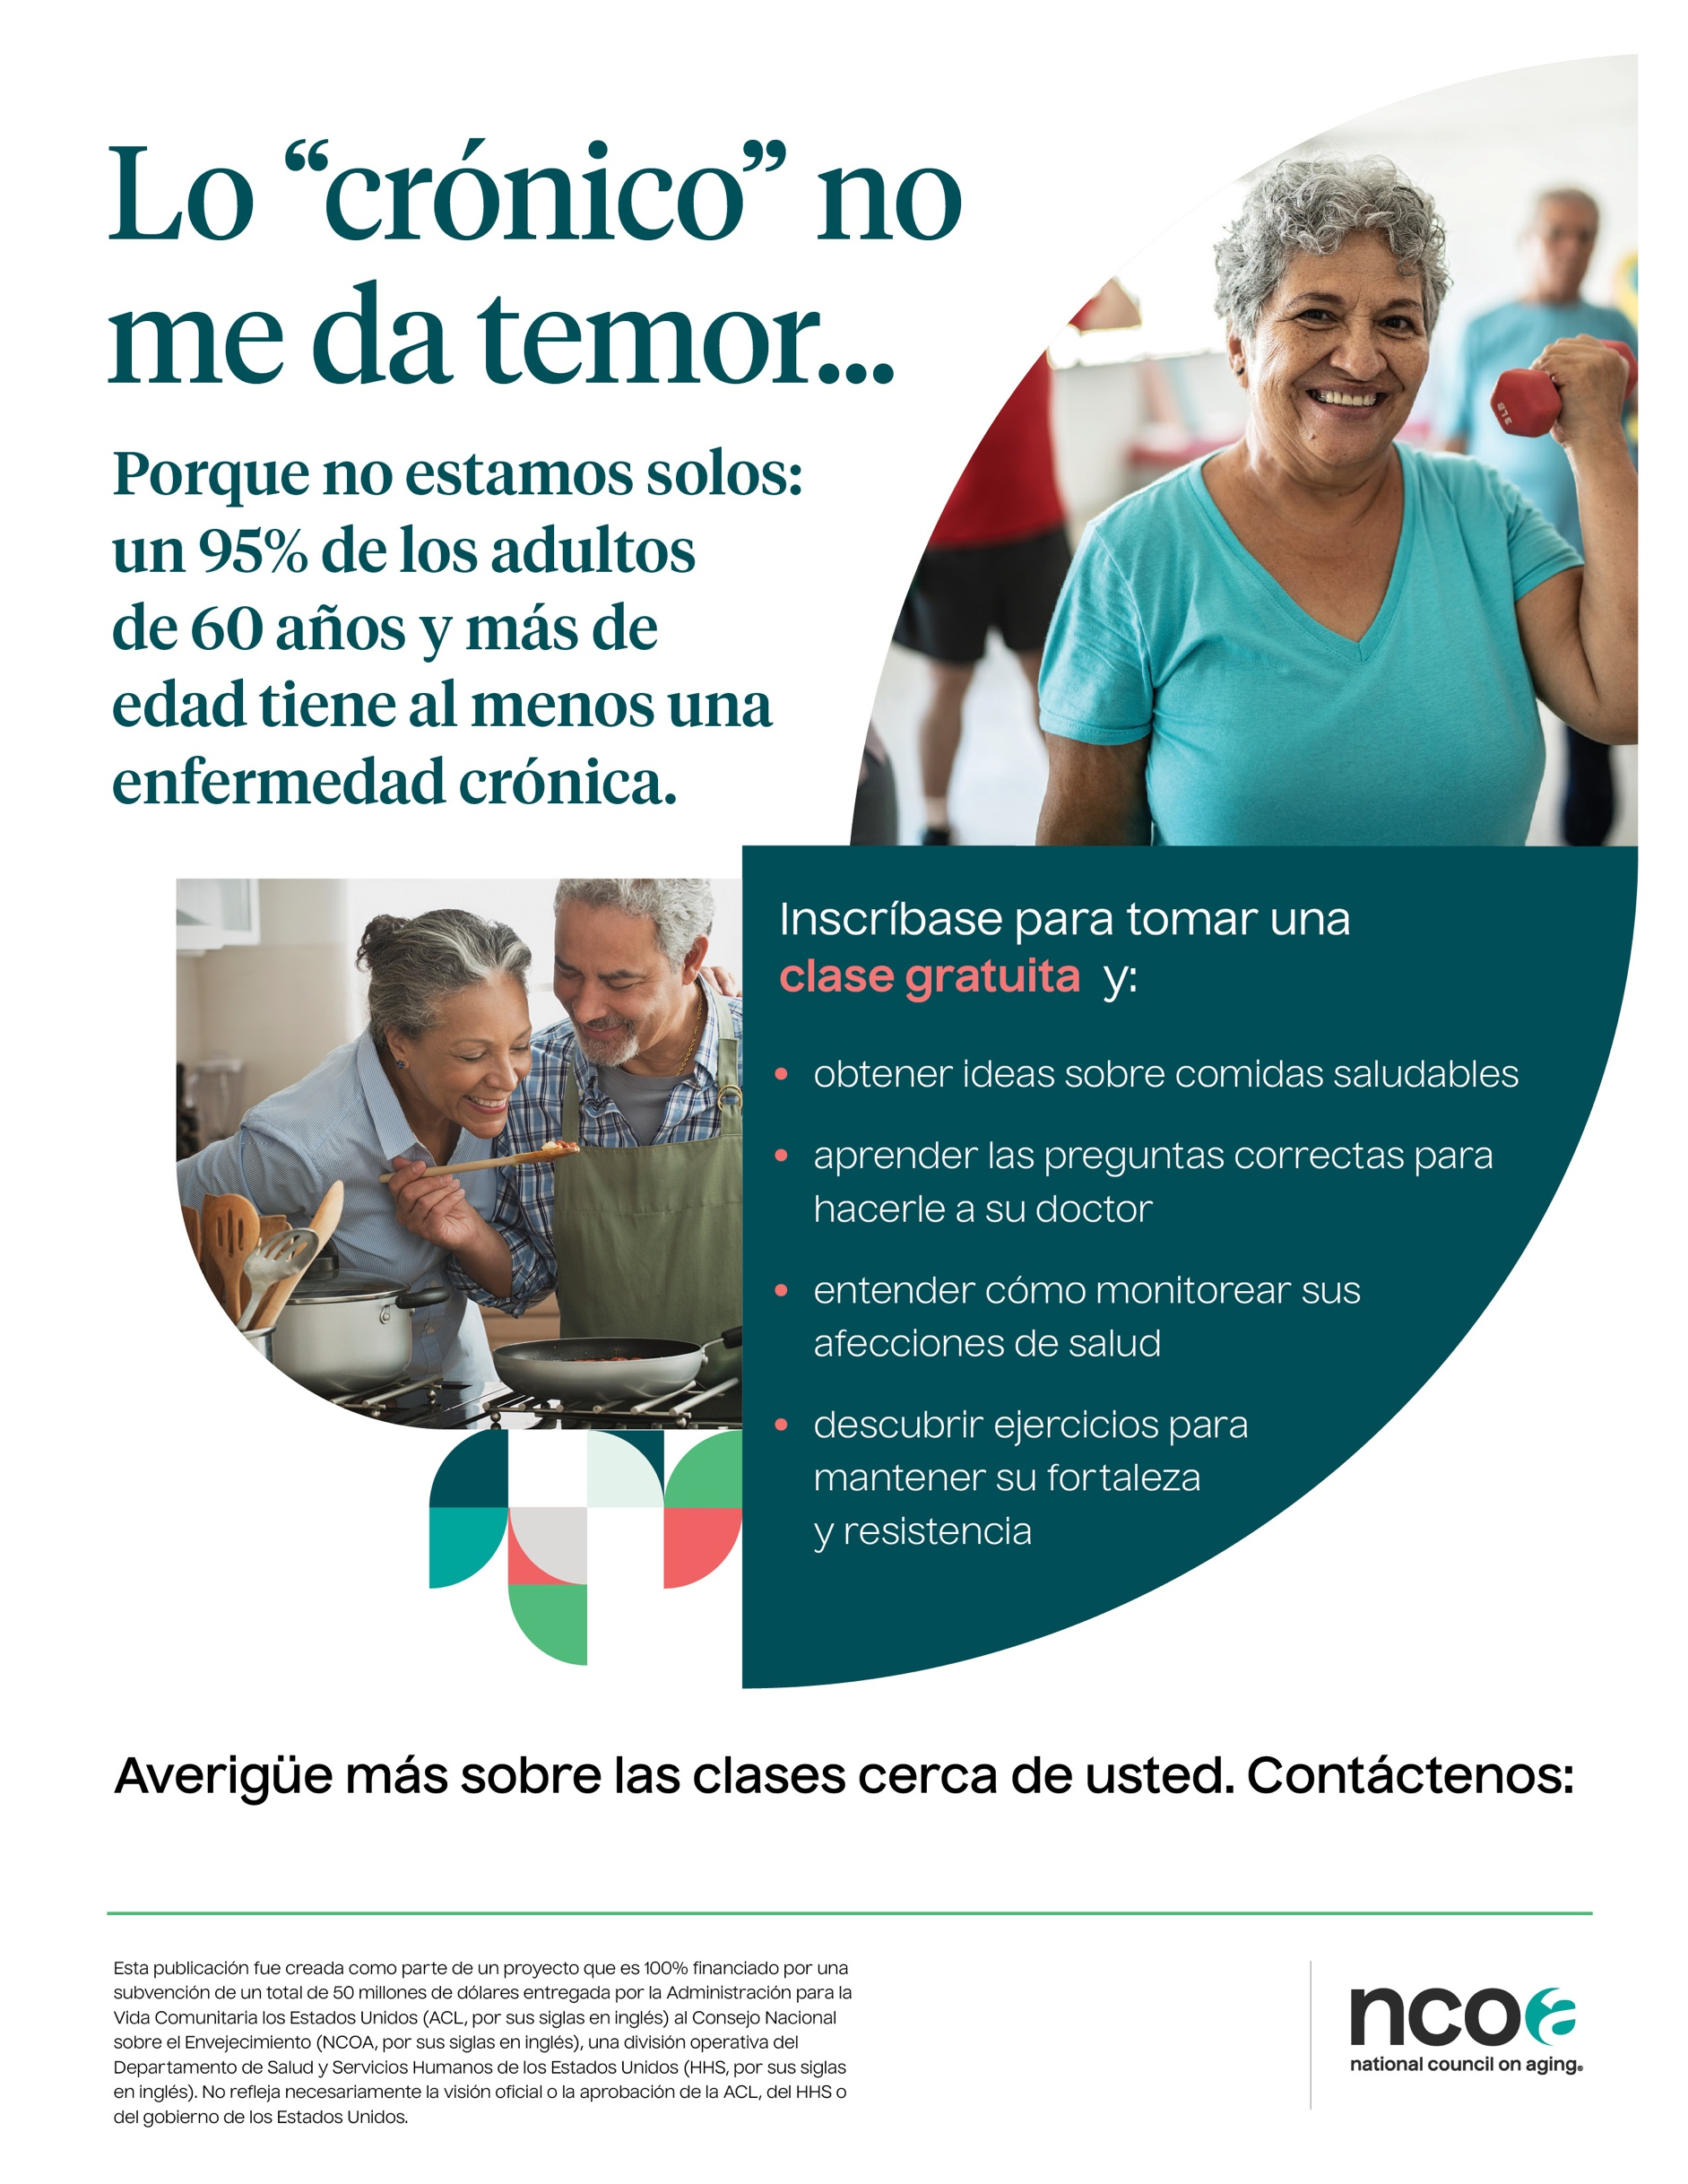 Lo “crónico” no
me da temor...
Porque no estamos solos:
un 95% de los adultos
de 60 años y más de
edad tiene al menos una
enfermedad crónica.
Inscríbase para tomar una
clase gratuita y:
• obtener ideas sobre comidas saludables
• aprender las preguntas correctas para
hacerle a su doctor
• entender cómo monitorear sus
afecciones de salud
• descubrir ejercicios para
mantener su fortaleza
y resistencia
Averigüe más sobre las clases cerca de usted. Contáctenos:
Esta publicación fue creada como parte de un proyecto que es 100% financiado por una
subvención de un total de 50 millones de dólares entregada por la Administración para la
Vida Comunitaria los Estados Unidos (ACL, por sus siglas en inglés) al Consejo Nacional
sobre el Envejecimiento (NCOA, por sus siglas en inglés), una división operativa del
Departamento de Salud y Servicios Humanos de los Estados Unidos (HHS, por sus siglas
en inglés). No refleja necesariamente la visión oficial o la aprobación de la ACL, del HHS o
del gobierno de los Estados Unidos.
ncoa
national council on aging®